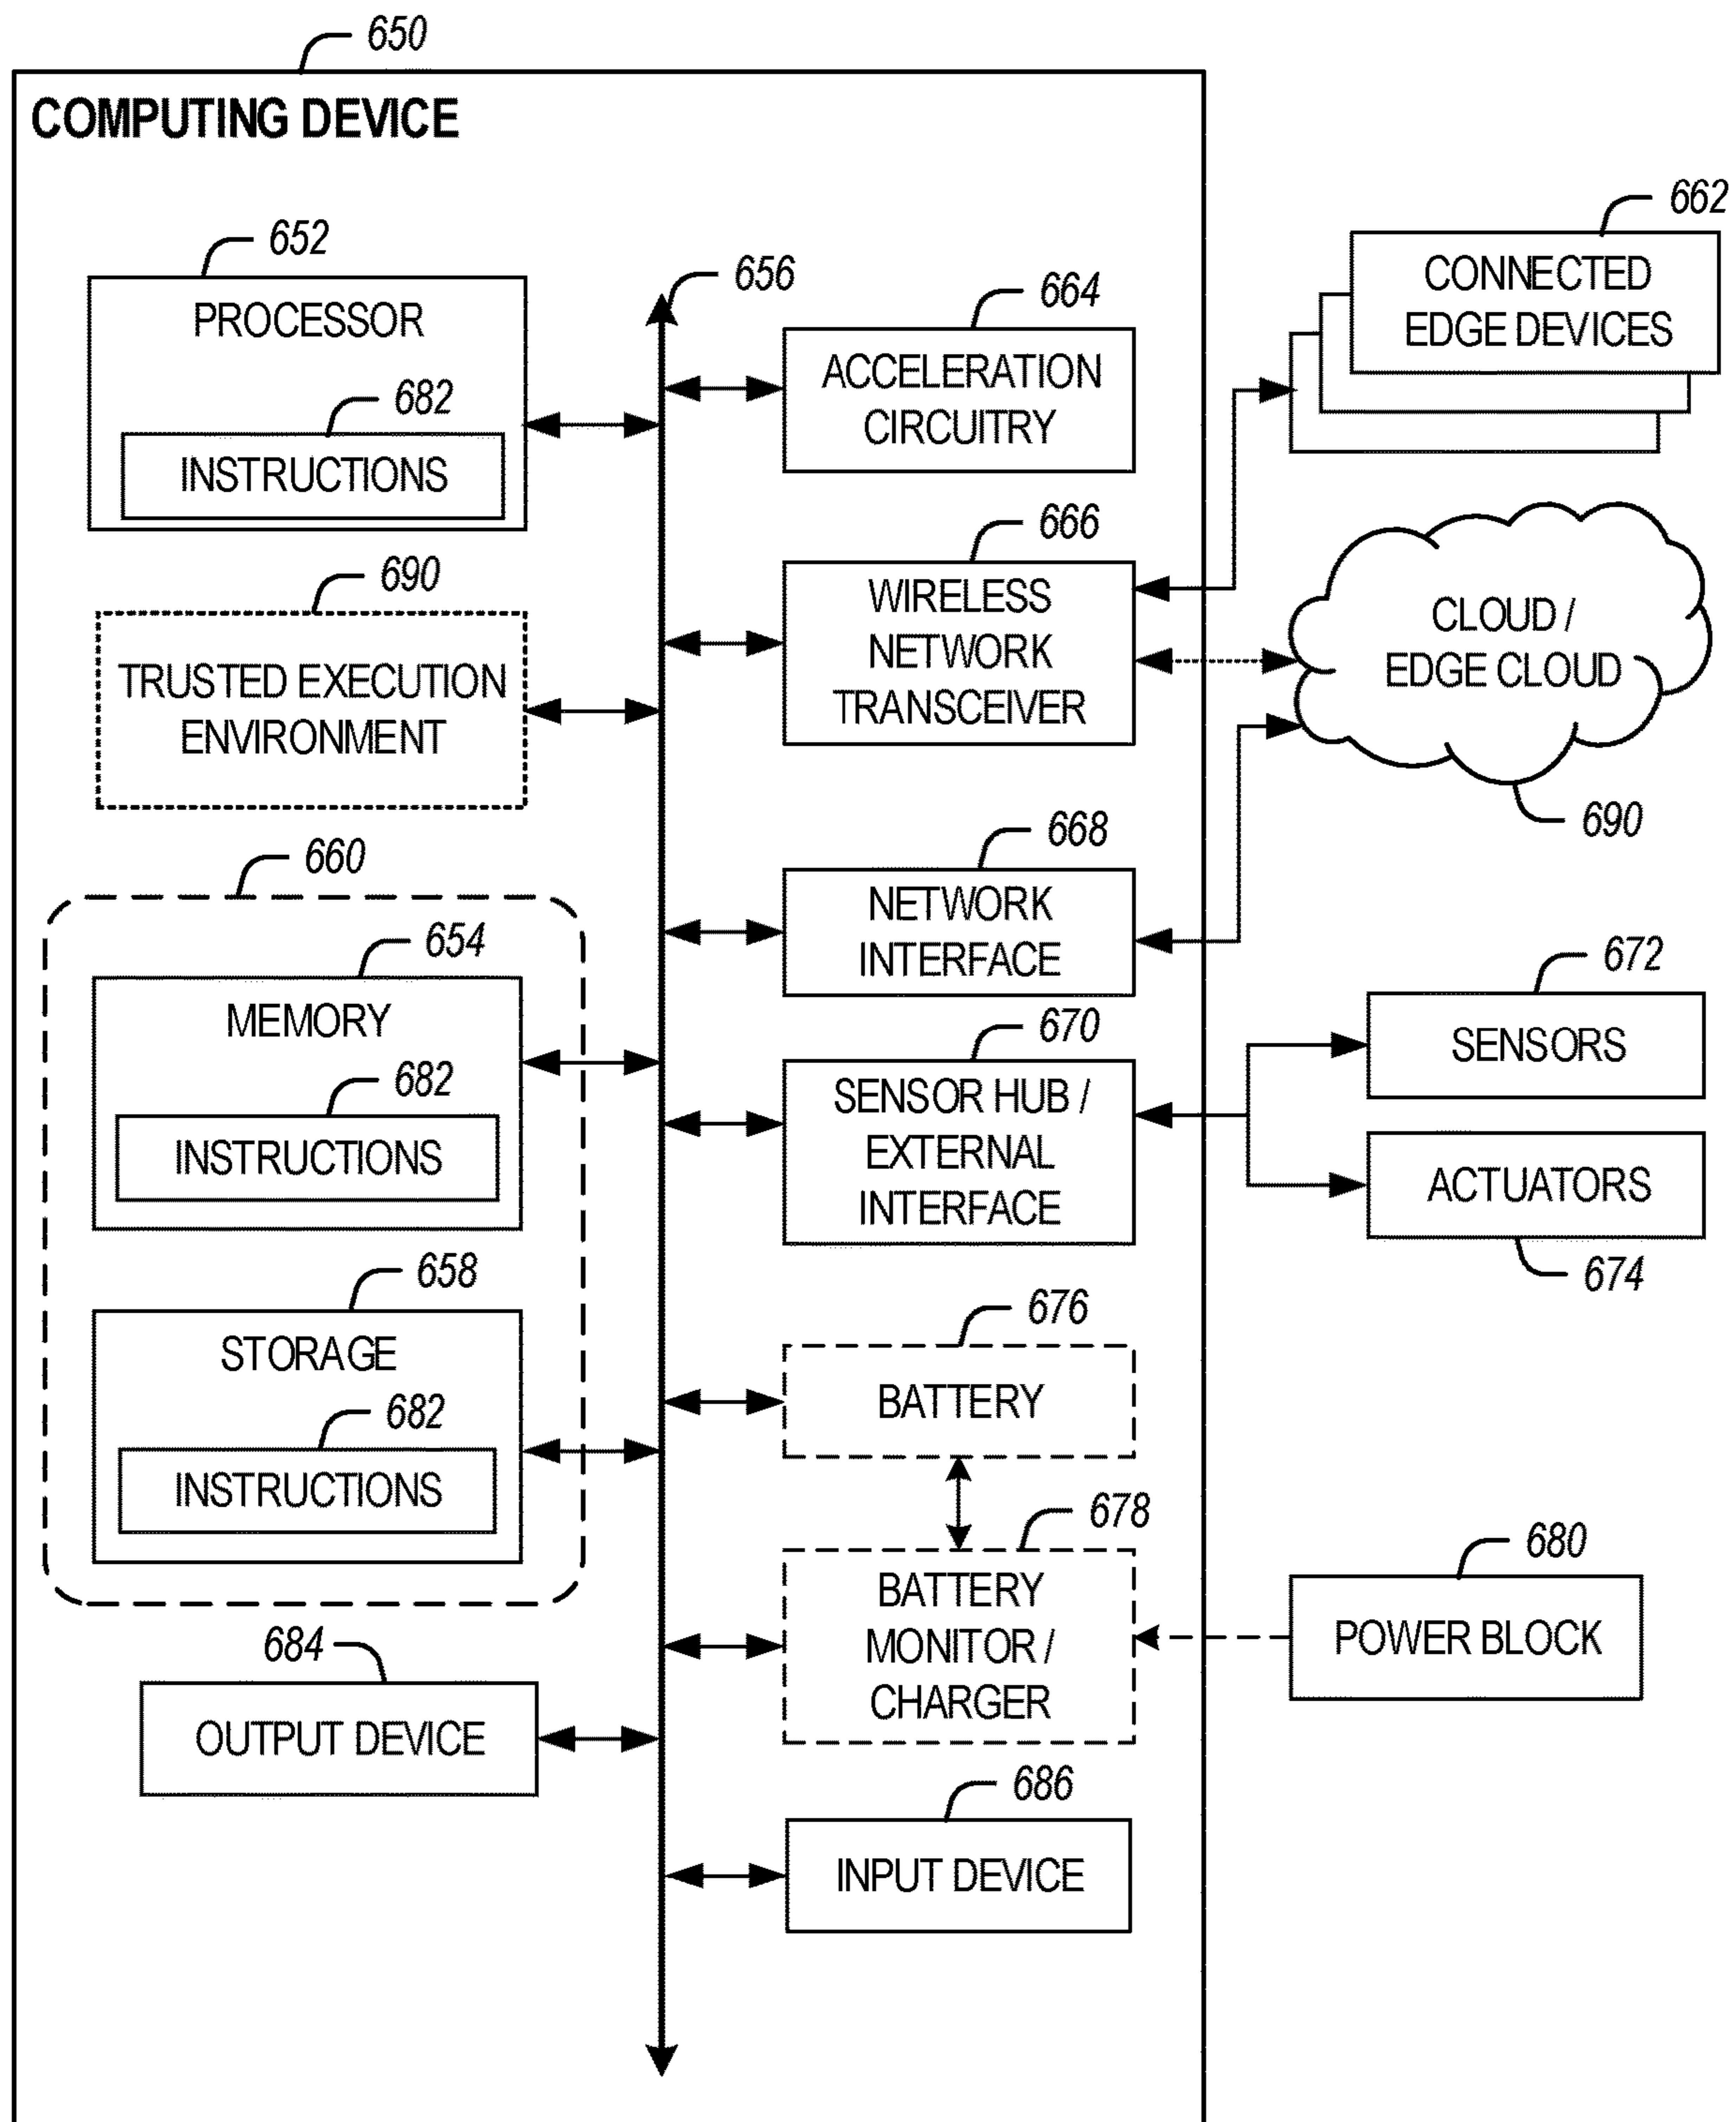 650
COMPUTING DEVICE
652
PROCESSOR
682
INSTRUCTIONS
690
TRUSTED EXECUTION
ENVIRONMENT
660
654
MEMORY
682
INSTRUCTIONS
658
STORAGE
682
INSTRUCTIONS
684
OUTPUT DEVICE
656
664
ACCELERATION
CIRCUITRY
666
WIRELESS
NETWORK
TRANSCEIVER
668
NETWORK
INTERFACE
670
SENSOR HUB /
EXTERNAL
INTERFACE
676
BATTERY
678
BATTERY
MONITOR /
CHARGER
686
INPUT DEVICE
662
CONNECTED
EDGE DEVICES
CLOUD /
EDGE CLOUD
690
672
SENSORS
ACTUATORS
674
680
POWER BLOCK